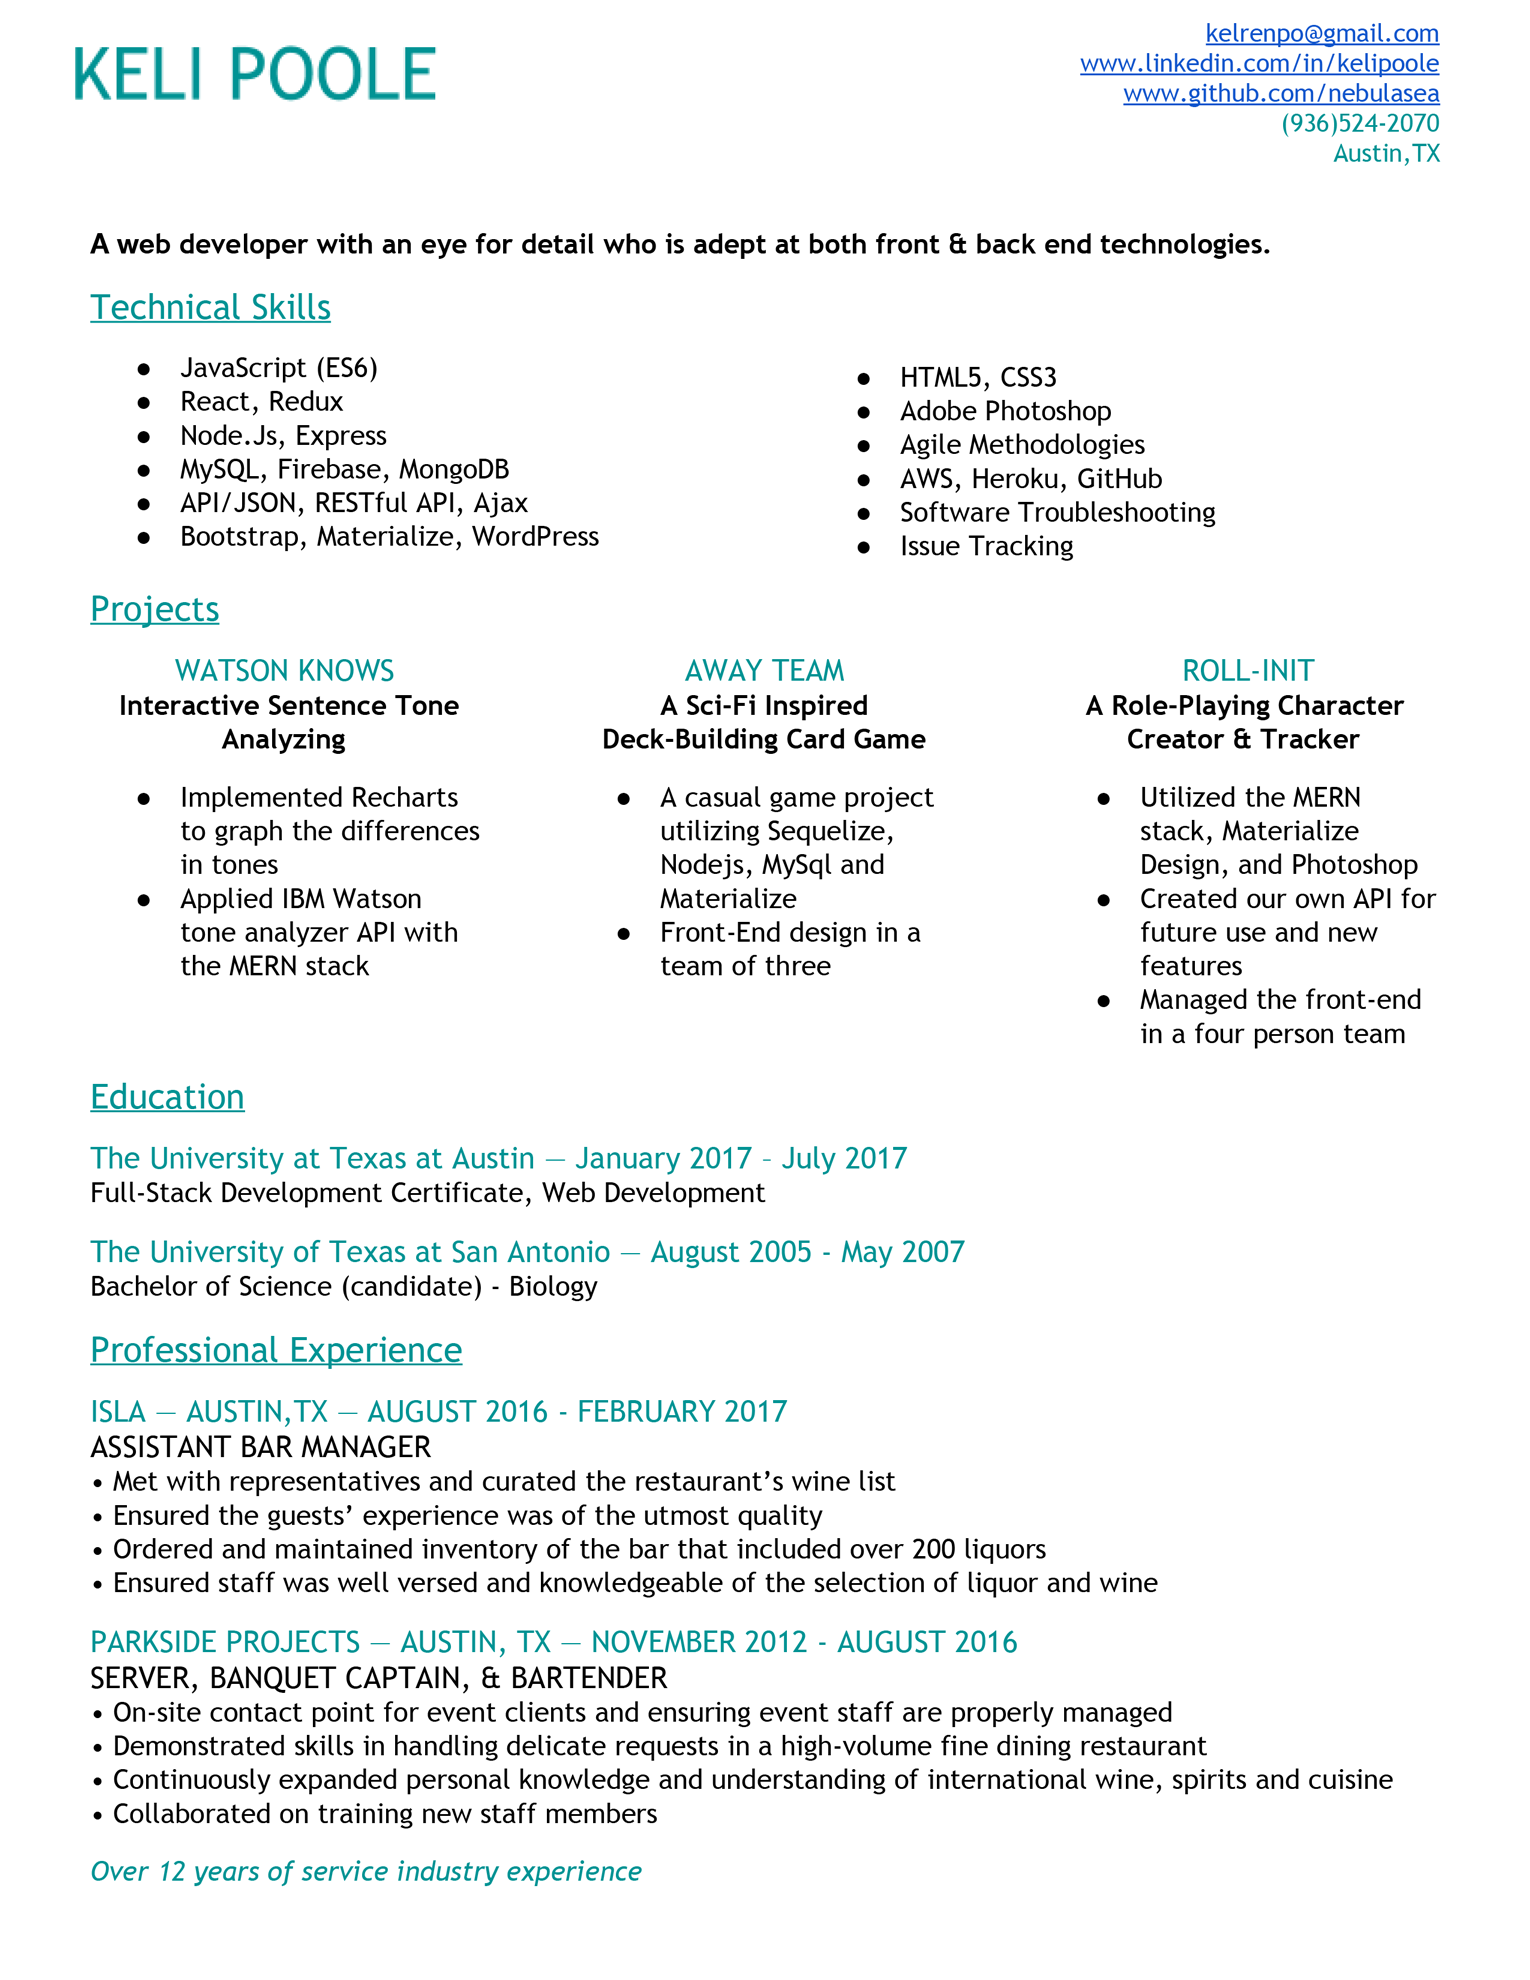 KELI POOLE
kelrenpo@gmail.com
www.linkedin.com/in/kelipoole
www.github.com/nebulasea
(936)524-2070
Austin,TX
A web developer with an eye for detail who is adept at both front & back end technologies.
Technical Skills
● JavaScript (ES6)
● React, Redux
● Node.Js, Express
● MySQL, Firebase, MongoDB
● API/JSON, RESTful API, Ajax
● Bootstrap, Materialize, WordPress
● HTML5, CSS3
● Adobe Photoshop
● Agile Methodologies
● AWS, Heroku, GitHub
● Software Troubleshooting
● Issue Tracking
Projects
WATSON KNOWS
Interactive Sentence Tone
Analyzing
● Implemented Recharts
to graph the differences
in tones
● Applied IBM Watson
tone analyzer API with
the MERN stack
AWAY TEAM
A Sci-Fi Inspired
Deck-Building Card Game
● A casual game project
utilizing Sequelize,
Nodejs, MySql and
Materialize
● Front-End design in a
team of three
ROLL-INIT
A Role-Playing Character
Creator & Tracker
● Utilized the MERN
stack, Materialize
Design, and Photoshop
● Created our own API for
future use and new
features
● Managed the front-end
in a four person team
Education
The University at Texas at Austin — January 2017 – July 2017
Full-Stack Development Certificate, Web Development
The University of Texas at San Antonio — August 2005 - May 2007
Bachelor of Science (candidate) - Biology
Professional Experience
ISLA — AUSTIN,TX — AUGUST 2016 - FEBRUARY 2017
ASSISTANT BAR MANAGER
• Met with representatives and curated the restaurant’s wine list
• Ensured the guests’ experience was of the utmost quality
• Ordered and maintained inventory of the bar that included over 200 liquors
• Ensured staff was well versed and knowledgeable of the selection of liquor and wine
PARKSIDE PROJECTS — AUSTIN, TX — NOVEMBER 2012 - AUGUST 2016
SERVER, BANQUET CAPTAIN, & BARTENDER
• On-site contact point for event clients and ensuring event staff are properly managed
• Demonstrated skills in handling delicate requests in a high-volume fine dining restaurant
• Continuously expanded personal knowledge and understanding of international wine, spirits and cuisine
• Collaborated on training new staff members
Over 12 years of service industry experience